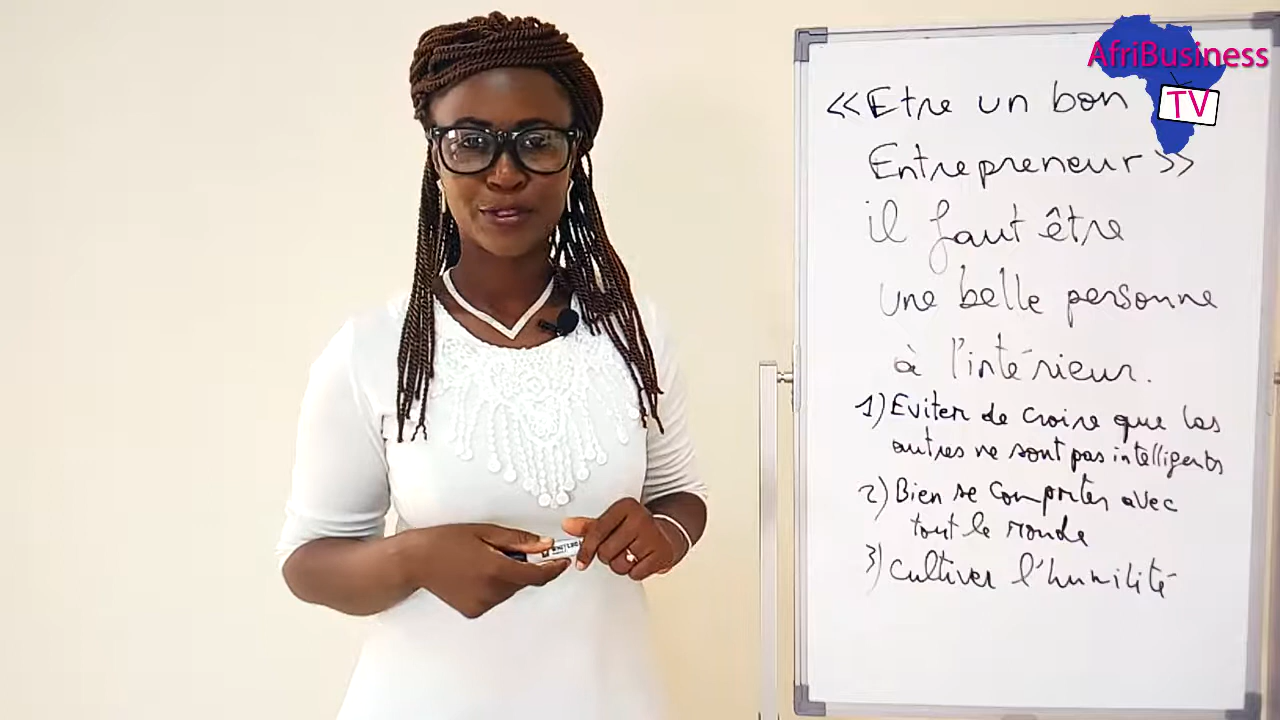 AfriBusiness
TV
<<Etre un bon
Entrepreneur>>
il faut être
une belle personne
à l'intérieur.
1) Eviter de croire que les
autres ne sont pas intelligents
2) Bien se comporter avec
tout le monde
3) Cultiver l'humilité